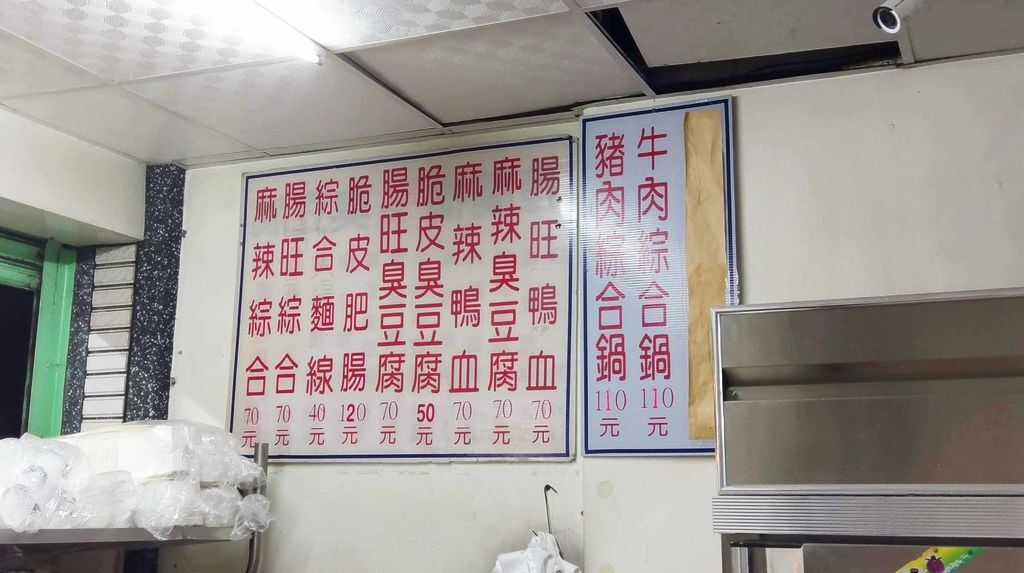 牛肉綜合鍋 110元
豬肉綜合鍋 110元
腸旺鴨血 70元
麻辣臭豆腐 70元
麻辣鴨血 70元
脆皮臭豆腐 50元
腸旺臭豆腐 70元
脆皮肥腸 120元
綜合麵線 40元
腸旺綜合 70元
麻辣綜合 70元